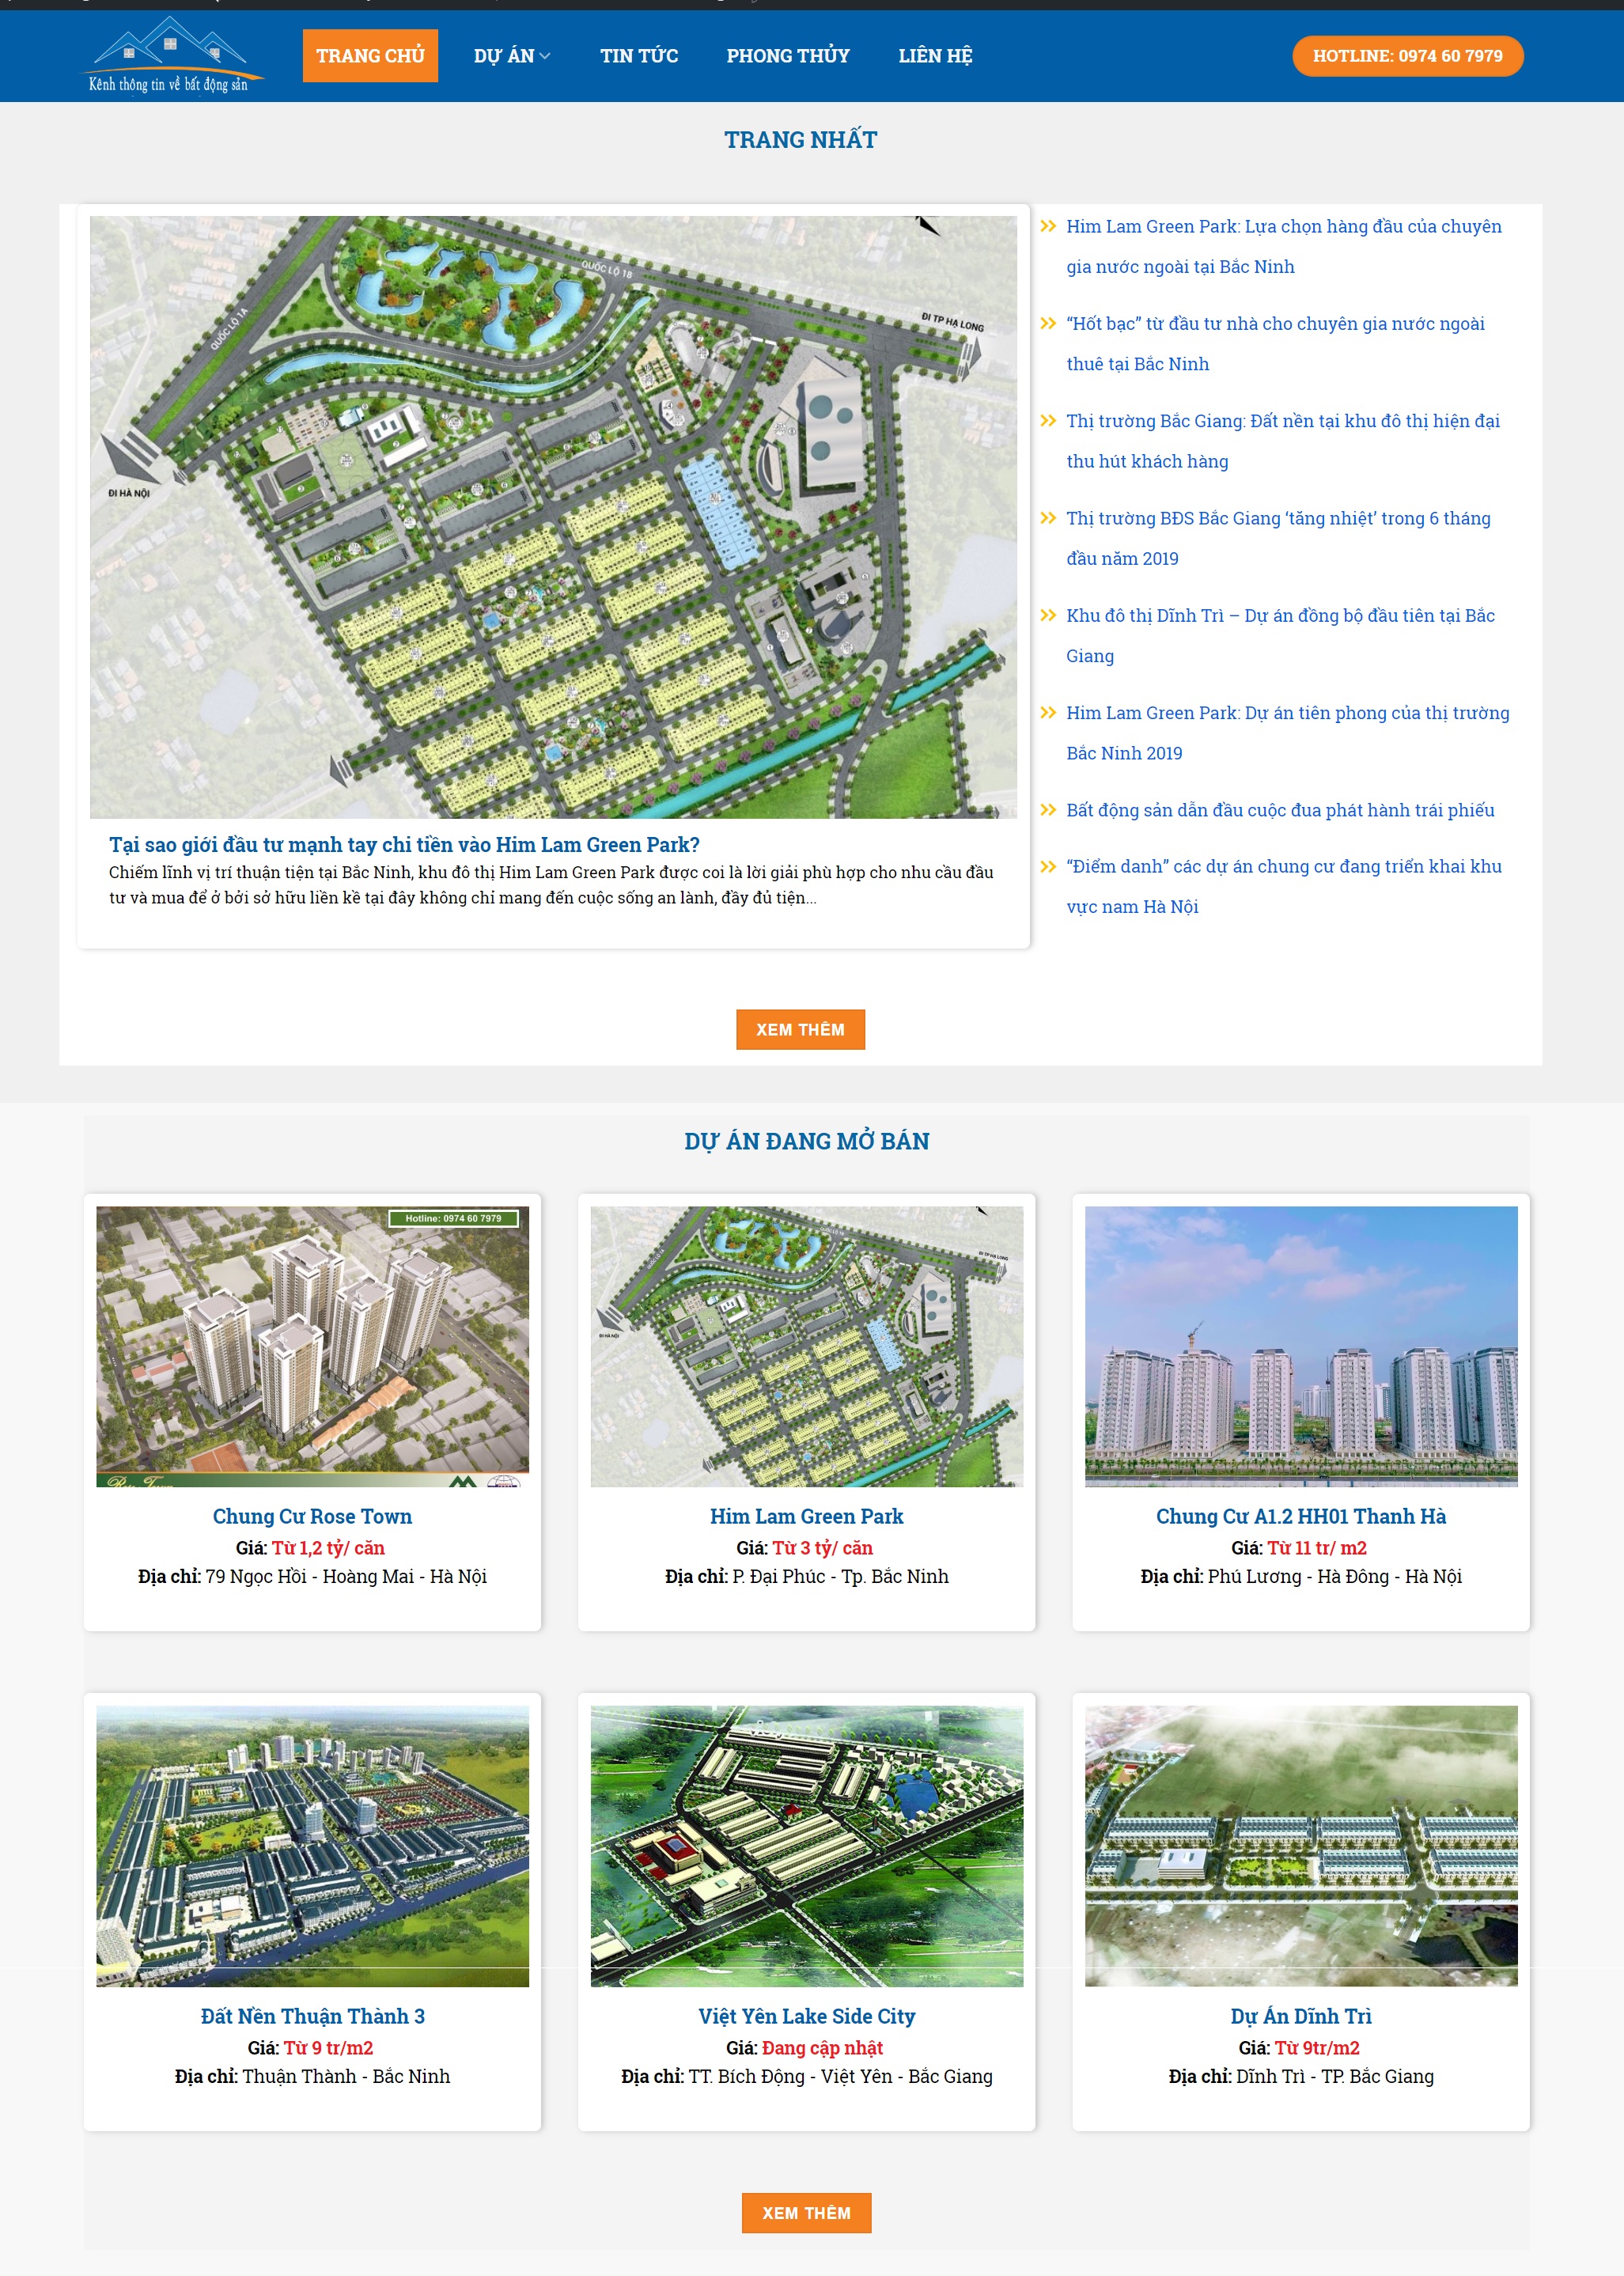 Kênh thông tin về bất động sản
TRANG CHỦ
DỰ ÁN
TIN TỨC
PHONG THỦY
LIÊN HỆ
HOTLINE: 0974 60 7979
TRANG NHẤT
QUỐC LỘ 18
QUỐC LỘ 1A
ĐI TP HẠ LONG
ĐI HÀ NỘI
Tại sao giới đầu tư mạnh tay chi tiền vào Him Lam Green Park?
Chiếm lĩnh vị trí thuận tiện tại Bắc Ninh, khu đô thị Him Lam Green Park được coi là lời giải phù hợp cho nhu cầu đầu
tư và mua để ở bởi sở hữu liền kề tại đây không chỉ mang đến cuộc sống an lành, đầy đủ tiện...
Him Lam Green Park: Lựa chọn hàng đầu của chuyên
gia nước ngoài tại Bắc Ninh
“Hốt bạc” từ đầu tư nhà cho chuyên gia nước ngoài
thuê tại Bắc Ninh
Thị trường Bắc Giang: Đất nền tại khu đô thị hiện đại
thu hút khách hàng
Thị trường BĐS Bắc Giang ‘tăng nhiệt’ trong 6 tháng
đầu năm 2019
Khu đô thị Dĩnh Trì – Dự án đồng bộ đầu tiên tại Bắc
Giang
Him Lam Green Park: Dự án tiên phong của thị trường
Bắc Ninh 2019
Bất động sản dẫn đầu cuộc đua phát hành trái phiếu
“Điểm danh” các dự án chung cư đang triển khai khu
vực nam Hà Nội
XEM THÊM
DỰ ÁN ĐANG MỞ BÁN
Hotline: 0974 60 7979
Chung Cư Rose Town
Giá: Từ 1,2 tỷ/ căn
Địa chỉ: 79 Ngọc Hồi - Hoàng Mai - Hà Nội
ĐI TP HẠ LONG
ĐI HÀ NỘI
Him Lam Green Park
Giá: Từ 3 tỷ/ căn
Địa chỉ: P. Đại Phúc - Tp. Bắc Ninh
Chung Cư A1.2 HH01 Thanh Hà
Giá: Từ 11 tr/ m2
Địa chỉ: Phú Lương - Hà Đông - Hà Nội
Đất Nền Thuận Thành 3
Giá: Từ 9 tr/m2
Địa chỉ: Thuận Thành - Bắc Ninh
Việt Yên Lake Side City
Giá: Đang cập nhật
Địa chỉ: TT. Bích Động - Việt Yên - Bắc Giang
Dự Án Dĩnh Trì
Giá: Từ 9tr/m2
Địa chỉ: Dĩnh Trì - TP. Bắc Giang
XEM THÊM